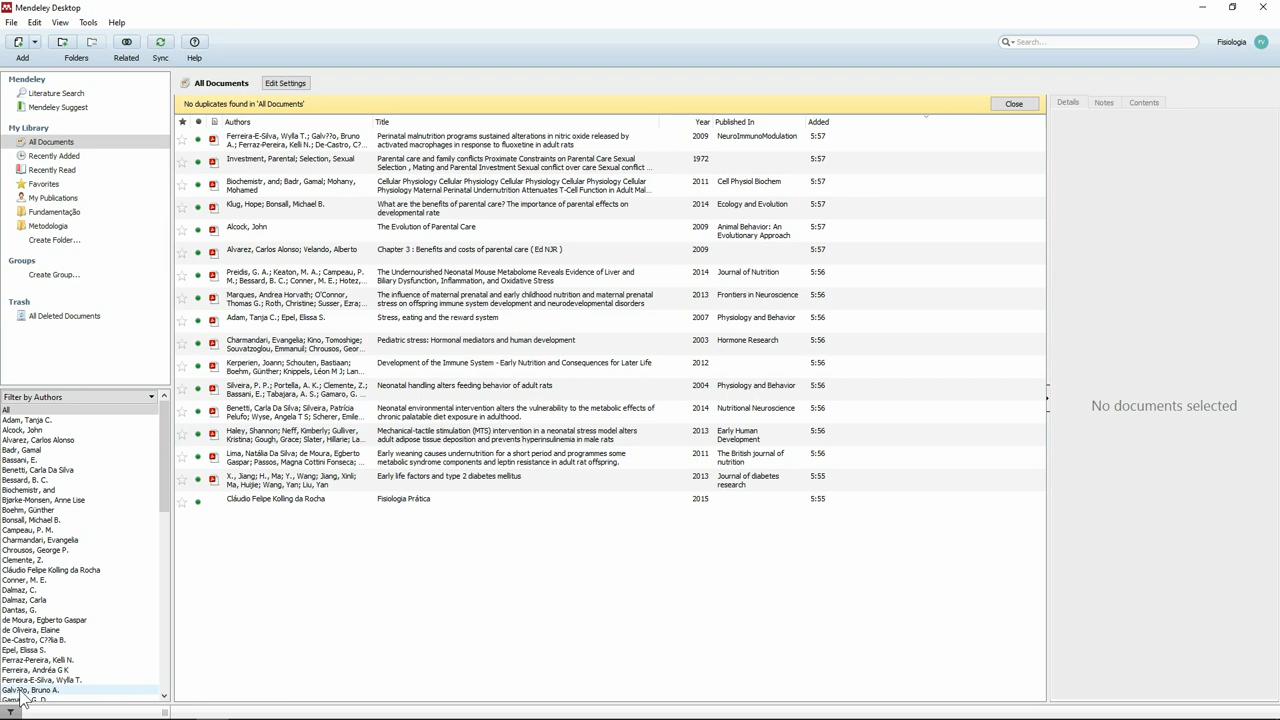 Mendeley Desktop
File Edit View Tools Help
Add Folders Related Sync Help
Search...
Fisiologia FV
Mendeley
Literature Search
Mendeley Suggest
My Library
All Documents
Recently Added
Recently Read
Favorites
My Publications
Fundamentação
Metodologia
Create Folder...
Groups
Create Group...
Trash
All Deleted Documents
Filter by Authors
All
Adam, Tanja C.
Alcock, John
Alvarez, Carlos Alonso
Badr, Gamal
Bassani, E.
Benetti, Carla Da Silva
Bessard, B. C.
Biochemistr, and
Bjørke-Monsen, Anne Lise
Boehm, Günther
Bonsall, Michael B.
Campeau, P. M.
Charmandari, Evangelia
Chrousos, George P.
Clemente, Z.
Cláudio Felipe Kolling da Rocha
Conner, M. E.
Dalmaz, C.
Dalmaz, Carla
Dantas, G.
de Moura, Egberto Gaspar
de Oliveira, Elaine
De-Castro, C??lia B.
Epel, Elissa S.
Ferraz-Pereira, Kelli N.
Ferreira, Andréa G K
Ferreira-E-Silva, Wylla T.
Galv??o, Bruno A.
All Documents Edit Settings
No duplicates found in 'All Documents' Close
Authors Title Year Published In Added
Ferreira-E-Silva, Wylla T.; Galv??o, Bruno Perinatal malnutrition programs sustained alterations in nitric oxide released by 2009 NeuroImmunoModulation 5:57
A.; Ferraz-Pereira, Kelli N.; De-Castro, C?... activated macrophages in response to fluoxetine in adult rats
Investment, Parental; Selection, Sexual Parental care and family conflicts Proximate Constraints on Parental Care Sexual 1972 5:57
Selection , Mating and Parental Investment Sexual conflict over care Sexual conflict ...
Biochemistr, and; Badr, Gamal; Mohany, Cellular Physiology Cellular Physiology Cellular Physiology Cellular Physiology Cellular 2011 Cell Physiol Biochem 5:57
Mohamed Physiology Maternal Perinatal Undernutrition Attenuates T-Cell Function in Adult Mal...
Klug, Hope; Bonsall, Michael B. What are the benefits of parental care? The importance of parental effects on 2014 Ecology and Evolution 5:57
developmental rate
Alcock, John The Evolution of Parental Care 2009 Animal Behavior: An 5:57
Evolutionary Approach
Alvarez, Carlos Alonso; Velando, Alberto Chapter 3 : Benefits and costs of parental care ( Ed NJR ) 2009 5:57
Preidis, G. A.; Keaton, M. A.; Campeau, P. The Undernourished Neonatal Mouse Metabolome Reveals Evidence of Liver and 2014 Journal of Nutrition 5:56
M.; Bessard, B. C.; Conner, M. E.; Hotez,... Biliary Dysfunction, Inflammation, and Oxidative Stress
Marques, Andrea Horvath; O'Connor, The influence of maternal prenatal and early childhood nutrition and maternal prenatal 2013 Frontiers in Neuroscience 5:56
Thomas G.; Roth, Christine; Susser, Ezra;... stress on offspring immune system development and neurodevelopmental disorders
Adam, Tanja C.; Epel, Elissa S. Stress, eating and the reward system 2007 Physiology and Behavior 5:56
Charmandari, Evangelia; Kino, Tomoshige; Pediatric stress: Hormonal mediators and human development 2003 Hormone Research 5:56
Souvatzoglou, Emmanuil; Chrousos, Geor...
Kerperien, Joann; Schouten, Bastiaan; Development of the Immune System - Early Nutrition and Consequences for Later Life 2012 5:56
Boehm, Günther; Knippels, Léon M J; Lan...
Silveira, P. P.; Portella, A. K.; Clemente, Z.; Neonatal handling alters feeding behavior of adult rats 2004 Physiology and Behavior 5:56
Bassani, E.; Tabajara, A. S.; Gamaro, G. ...
Benetti, Carla Da Silva; Silveira, Patrícia Neonatal environmental intervention alters the vulnerability to the metabolic effects of 2014 Nutritional Neuroscience 5:56
Pelufo; Wyse, Angela T S; Scherer, Emile... chronic palatable diet exposure in adulthood.
Haley, Shannon; Neff, Kimberly; Gulliver, Mechanical-tactile stimulation (MTS) intervention in a neonatal stress model alters 2013 Early Human 5:56
Kristina; Gough, Grace; Slater, Hillarie; La... adult adipose tissue deposition and prevents hyperinsulinemia in male rats Development
Lima, Natália Da Silva; de Moura, Egberto Early weaning causes undernutrition for a short period and programmes some 2011 The British journal of 5:56
Gaspar; Passos, Magna Cottini Fonseca; ... metabolic syndrome components and leptin resistance in adult rat offspring. nutrition
X., Jiang; H., Ma; Y., Wang; Jiang, Xinli; Early life factors and type 2 diabetes mellitus 2013 Journal of diabetes 5:55
Ma, Huijie; Wang, Yan; Liu, Yan research
Cláudio Felipe Kolling da Rocha Fisiologia Prática 2015 5:55
Details Notes Contents
No documents selected